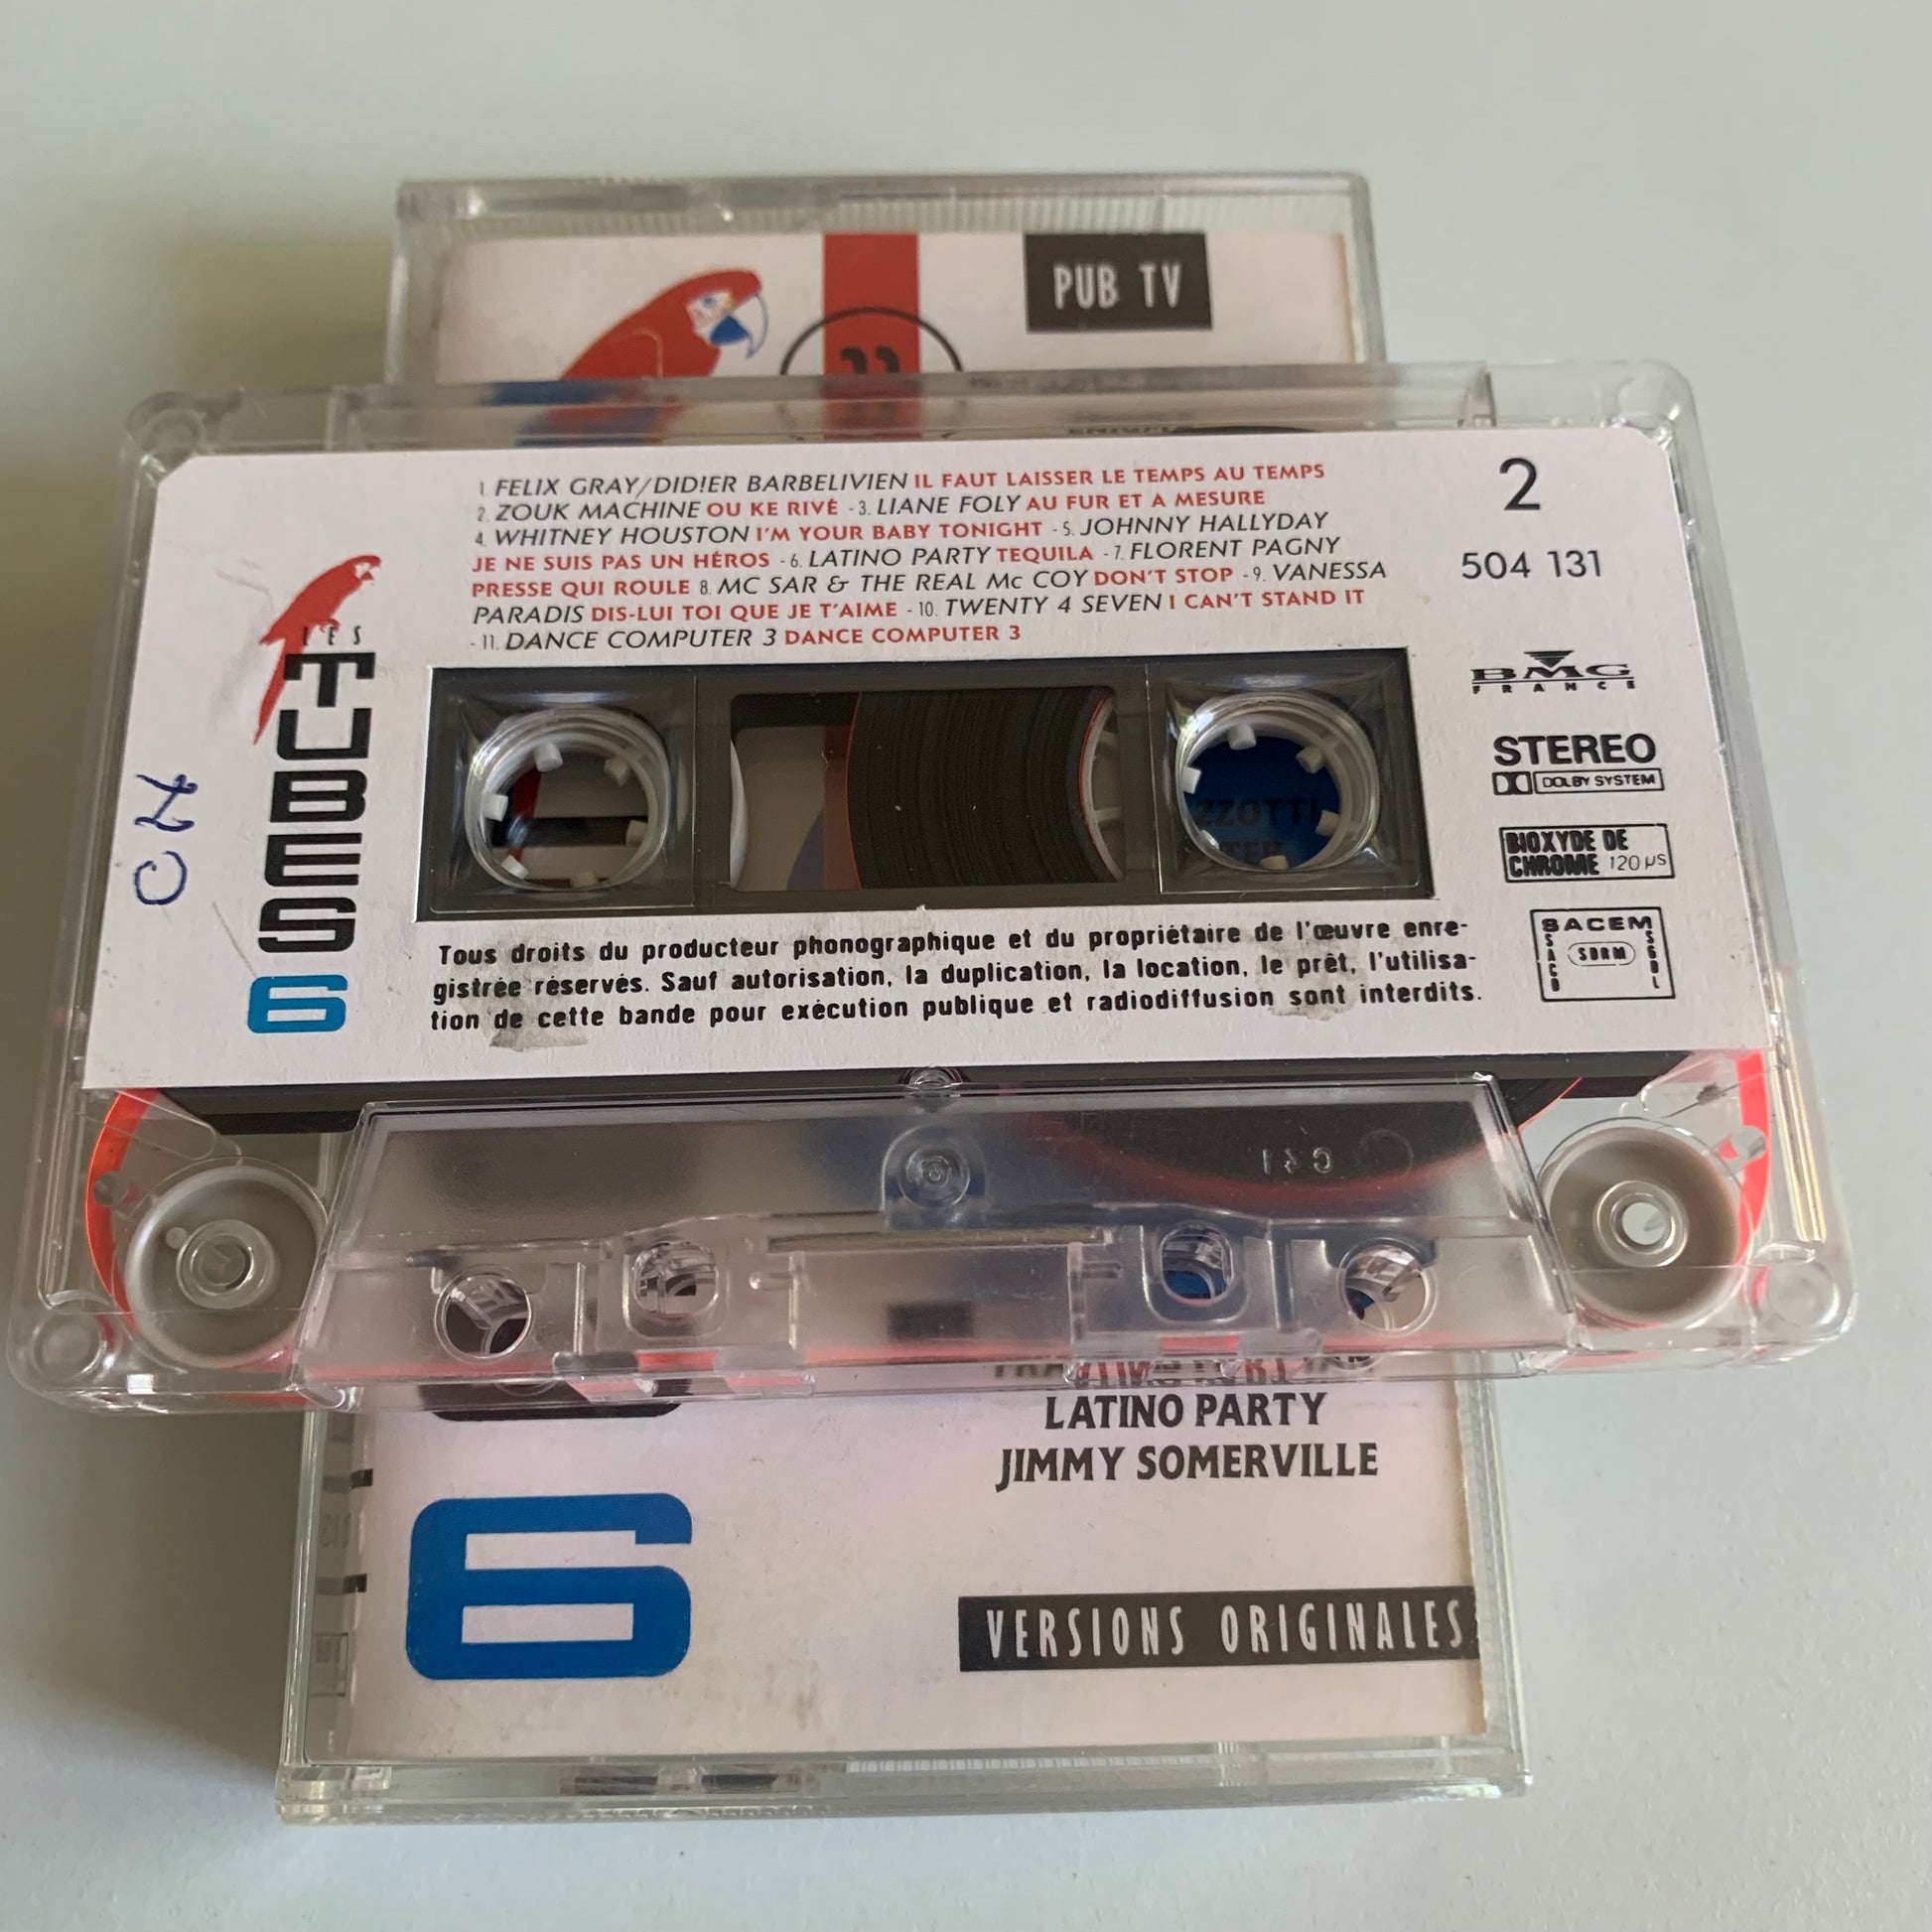 PUB TV
1. FELIX GRAY/DIDIER BARBELIVIEN IL FAUT LAISSER LE TEMPS AU TEMPS
2. ZOUK MACHINE OU KE RIVÉ - 3. LIANE FOLY AU FUR ET A MESURE
4. WHITNEY HOUSTON I'M YOUR BABY TONIGHT - 5. JOHNNY HALLYDAY
JE NE SUIS PAS UN HÉROS - 6. LATINO PARTY TEQUILA - 7. FLORENT PAGNY
PRESSE QUI ROULE 8. MC SAR & THE REAL Mc COY DON'T STOP - 9. VANESSA
PARADIS DIS-LUI TOI QUE JE T'AIME - 10. TWENTY 4 SEVEN I CAN'T STAND IT
- 11. DANCE COMPUTER 3 DANCE COMPUTER 3
2
504 131
LES
TUBES
6
BMG
FRANCE
STEREO
DOLBY SYSTEM
BIOXYDE DE
CHROME 120 µs
SACEM
SACD
SDRM
SGDL
Tous droits du producteur phonographique et du propriétaire de l'œuvre enre-
gistrée réservés. Sauf autorisation, la duplication, la location, le prêt, l'utilisa-
tion de cette bande pour exécution publique et radiodiffusion sont interdits.
LATINO PARTY
JIMMY SOMERVILLE
6
VERSIONS ORIGINALES